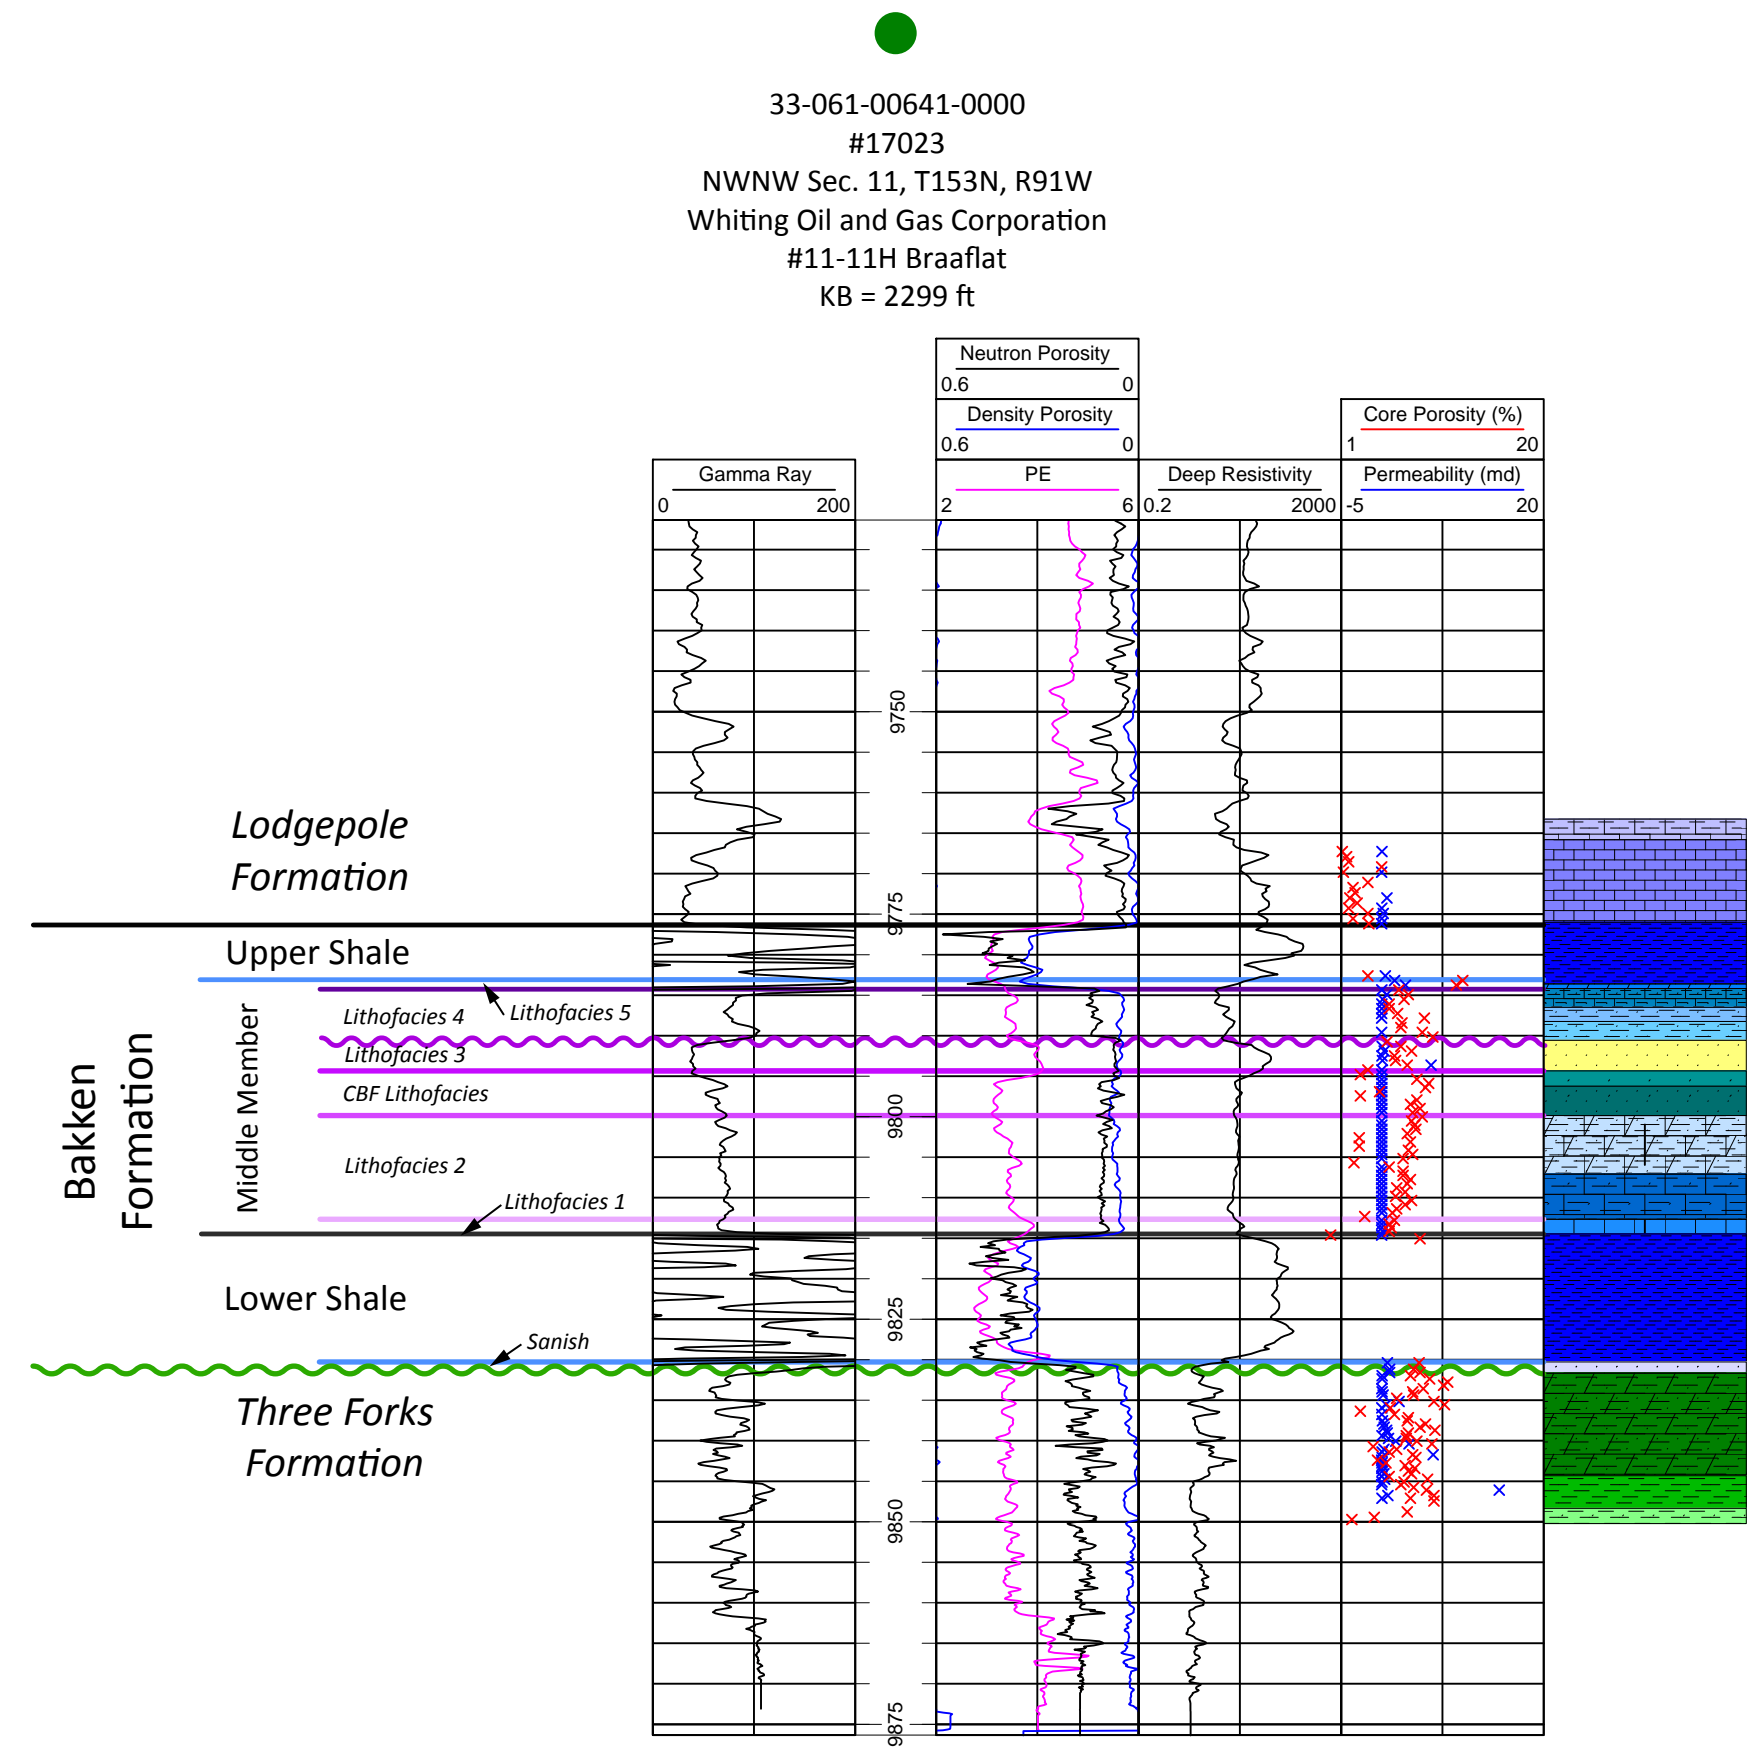 33-061-00641-0000
#17023
NWNW Sec. 11, T153N, R91W
Whiting Oil and Gas Corporation
#11-11H Braaflat
KB = 2299 ft
Neutron Porosity
0.6 0
Density Porosity
0.6 0
Core Porosity (%)
1 20
Gamma Ray
0 200
PE
2 6
Deep Resistivity
0.2 2000
Permeability (md)
-5 20
9750
Lodgepole
Formation
9775
Upper Shale
Lithofacies 5
Lithofacies 4
Lithofacies 3
CBF Lithofacies
9800
Lithofacies 2
Lithofacies 1
Middle Member
Bakken
Formation
Lower Shale
9825
Sanish
Three Forks
Formation
9850
9875